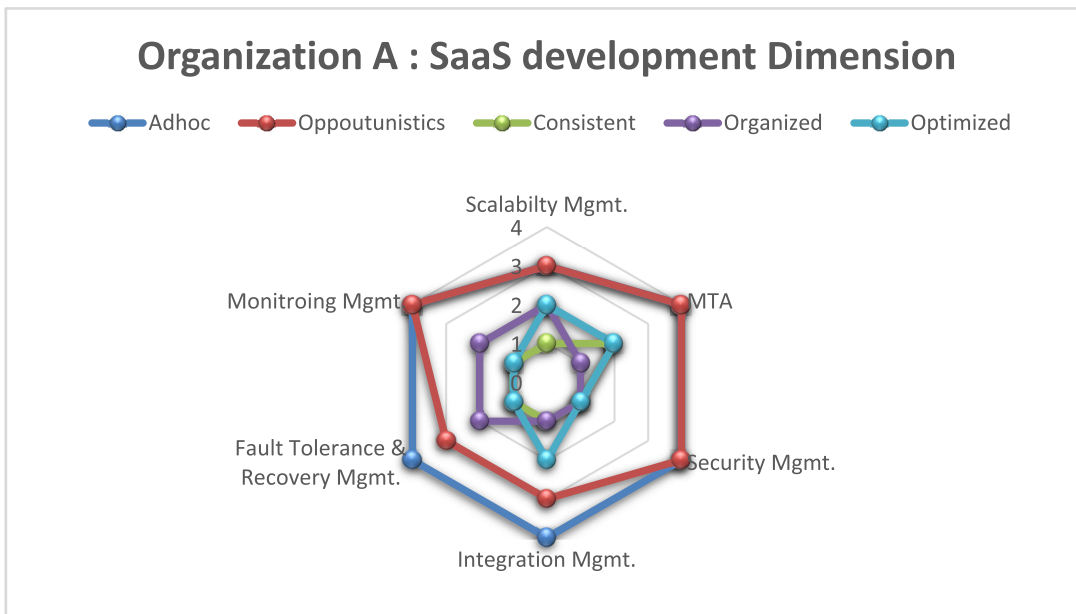 Organization A : SaaS development Dimension
Adhoc Oppoutunistics Consistent Organized Optimized
Scalabilty Mgmt.
4
3
Monitroing Mgmt. 2 MTA
1
0
Fault Tolerance &
Recovery Mgmt.
Security Mgmt.
Integration Mgmt.